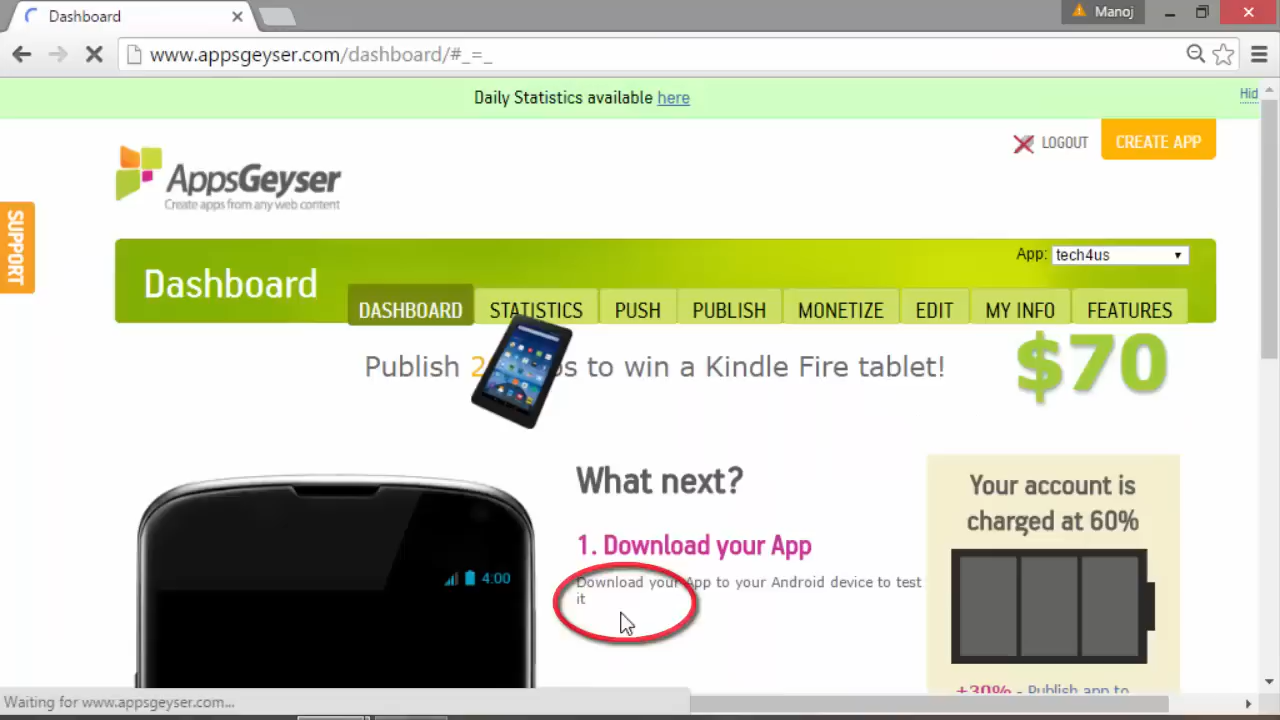 Dashboard
Manoj
www.appsgeyser.com/dashboard/#_=_
Daily Statistics available here
Hid
LOGOUT
CREATE APP
AppsGeyser
Create apps from any web content
SUPPORT
App: tech4us
Dashboard
DASHBOARD STATISTICS PUSH PUBLISH MONETIZE EDIT MY INFO FEATURES
Publish 2 to win a Kindle Fire tablet!
$70
What next?
1. Download your App
Download your App to your Android device to test
it
4:00
Your account is
charged at 60%
+30% - Publish app to
Waiting for www.appsgeyser.com...